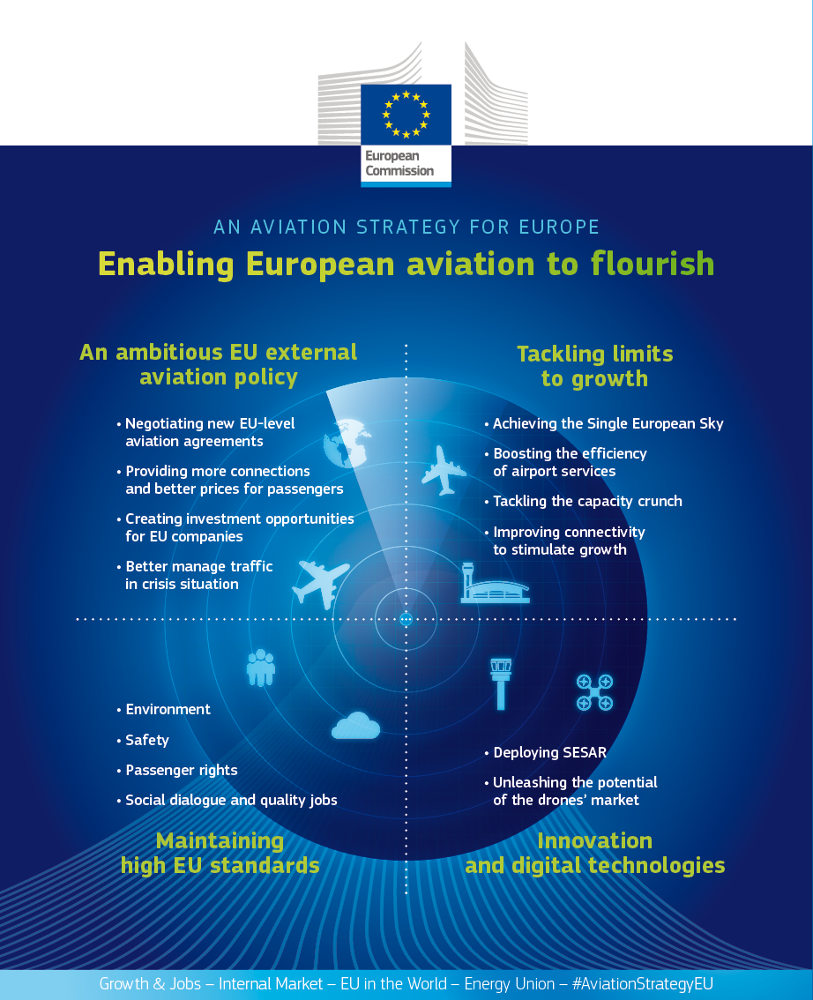 European
Commission
AN AVIATION STRATEGY FOR EUROPE
Enabling European aviation to flourish
An ambitious EU external
aviation policy
• Negotiating new EU-level
aviation agreements
• Providing more connections
and better prices for passengers
• Creating investment opportunities
for EU companies
• Better manage traffic
in crisis situation
Tackling limits
to growth
• Achieving the Single European Sky
• Boosting the efficiency
of airport services
• Tackling the capacity crunch
• Improving connectivity
to stimulate growth
• Environment
• Safety
• Passenger rights
• Social dialogue and quality jobs
Maintaining
high EU standards
• Deploying SESAR
• Unleashing the potential
of the drones’ market
Innovation
and digital technologies
Growth & Jobs – Internal Market – EU in the World – Energy Union – #AviationStrategyEU